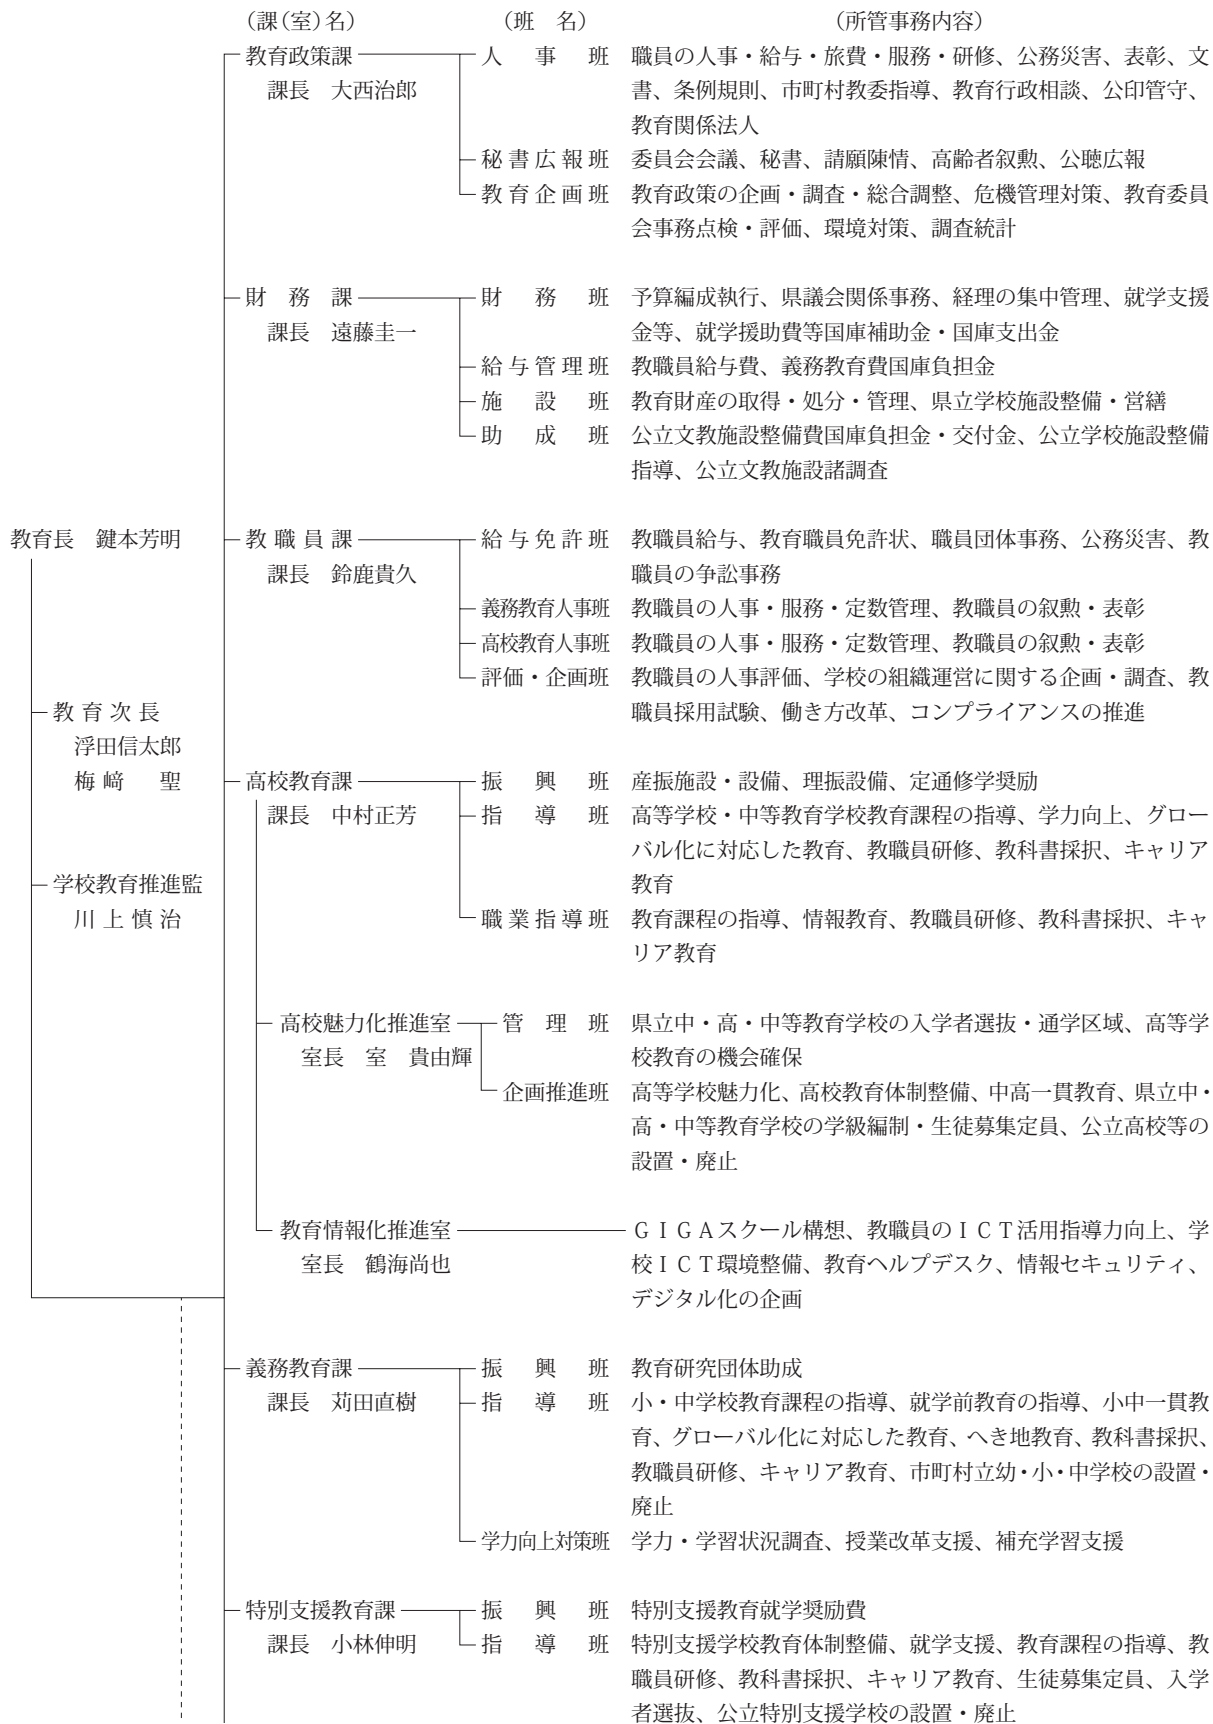 （課（室）名）　（班　名）　（所管事務内容）
教育政策課　人事班　職員の人事・給与・旅費・服務・研修、公務災害、表彰、文
課長　大西治郎　書、条例規則、市町村教委指導、教育行政相談、公印管守、
教育関係法人
秘書広報班　委員会会議、秘書、請願陳情、高齢者叙勲、公聴広報
教育企画班　教育政策の企画・調査・総合調整、危機管理対策、教育委員
会事務点検・評価、環境対策、調査統計
財務課　財務班　予算編成執行、県議会関係事務、経理の集中管理、就学支援
課長　遠藤圭一　金等、就学援助費等国庫補助金・国庫支出金
給与管理班　教職員給与費、義務教育費国庫負担金
施設班　教育財産の取得・処分・管理、県立学校施設整備・営繕
助成班　公立文教施設整備費国庫負担金・交付金、公立学校施設整備
指導、公立文教施設諸調査
教育長　鍵本芳明　教職員課　給与免許班　教職員給与、教育職員免許状、職員団体事務、公務災害、教
課長　鈴鹿貴久　職員の争訟事務
義務教育人事班　教職員の人事・服務・定数管理、教職員の叙勲・表彰
高校教育人事班　教職員の人事・服務・定数管理、教職員の叙勲・表彰
評価・企画班　教職員の人事評価、学校の組織運営に関する企画・調査、教
教育次長　職員採用試験、働き方改革、コンプライアンスの推進
浮田信太郎
梅﨑　聖　高校教育課　振興班　産振施設・設備、理振設備、定通修学奨励
課長　中村正芳　指導班　高等学校・中等教育学校教育課程の指導、学力向上、グロー
バル化に対応した教育、教職員研修、教科書採択、キャリア
学校教育推進監　教育
川上慎治　職業指導班　教育課程の指導、情報教育、教職員研修、教科書採択、キャ
リア教育
高校魅力化推進室　管理班　県立中・高・中等教育学校の入学者選抜・通学区域、高等学
室長　室　貴由輝　校教育の機会確保
企画推進班　高等学校魅力化、高校教育体制整備、中高一貫教育、県立中・
高・中等教育学校の学級編制・生徒募集定員、公立高校等の
設置・廃止
教育情報化推進室　ＧＩＧＡスクール構想、教職員のＩＣＴ活用指導力向上、学
室長　鶴海尚也　校ＩＣＴ環境整備、教育ヘルプデスク、情報セキュリティ、
デジタル化の企画
義務教育課　振興班　教育研究団体助成
課長　苅田直樹　指導班　小・中学校教育課程の指導、就学前教育の指導、小中一貫教
育、グローバル化に対応した教育、へき地教育、教科書採択、
教職員研修、キャリア教育、市町村立幼・小・中学校の設置・
廃止
学力向上対策班　学力・学習状況調査、授業改革支援、補充学習支援
特別支援教育課　振興班　特別支援教育就学奨励費
課長　小林伸明　指導班　特別支援学校教育体制整備、就学支援、教育課程の指導、教
職員研修、教科書採択、キャリア教育、生徒募集定員、入学
者選抜、公立特別支援学校の設置・廃止